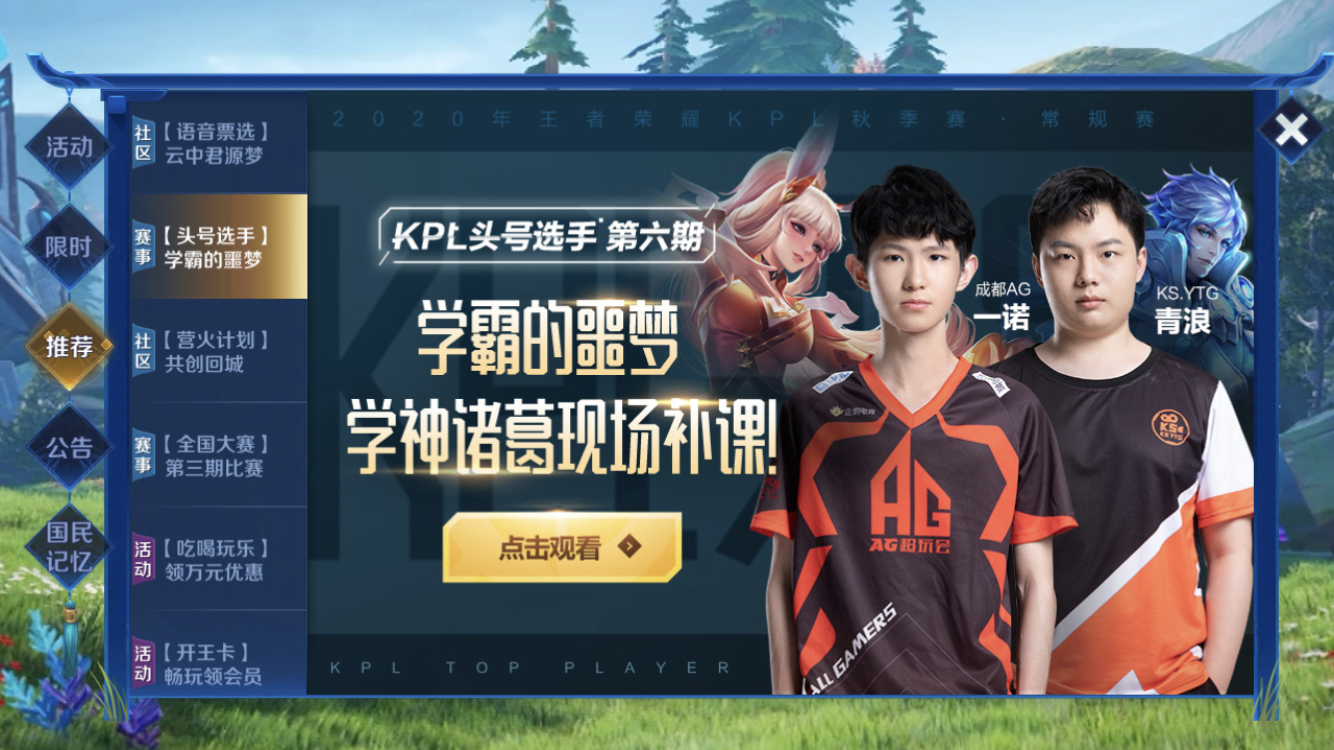 活动
限时
推荐
公告
国民
记忆
社区
【语音票选】
云中君源梦
赛事
【头号选手】
学霸的噩梦
社区
【营火计划】
共创回城
赛事
【全国大赛】
第三期比赛
活动
【吃喝玩乐】
领万元优惠
活动
【开王卡】
畅玩领会员
2020年王者荣耀KPL秋季赛·常规赛
KPL头号选手 第六期
学霸的噩梦
学神诸葛现场补课!
点击观看
KPL TOP PLAYER
成都AG
一诺
KS.YTG
青浪
企鹅电竞
AG
AG超玩会
ALL GAMERS
KS
KS.YTG